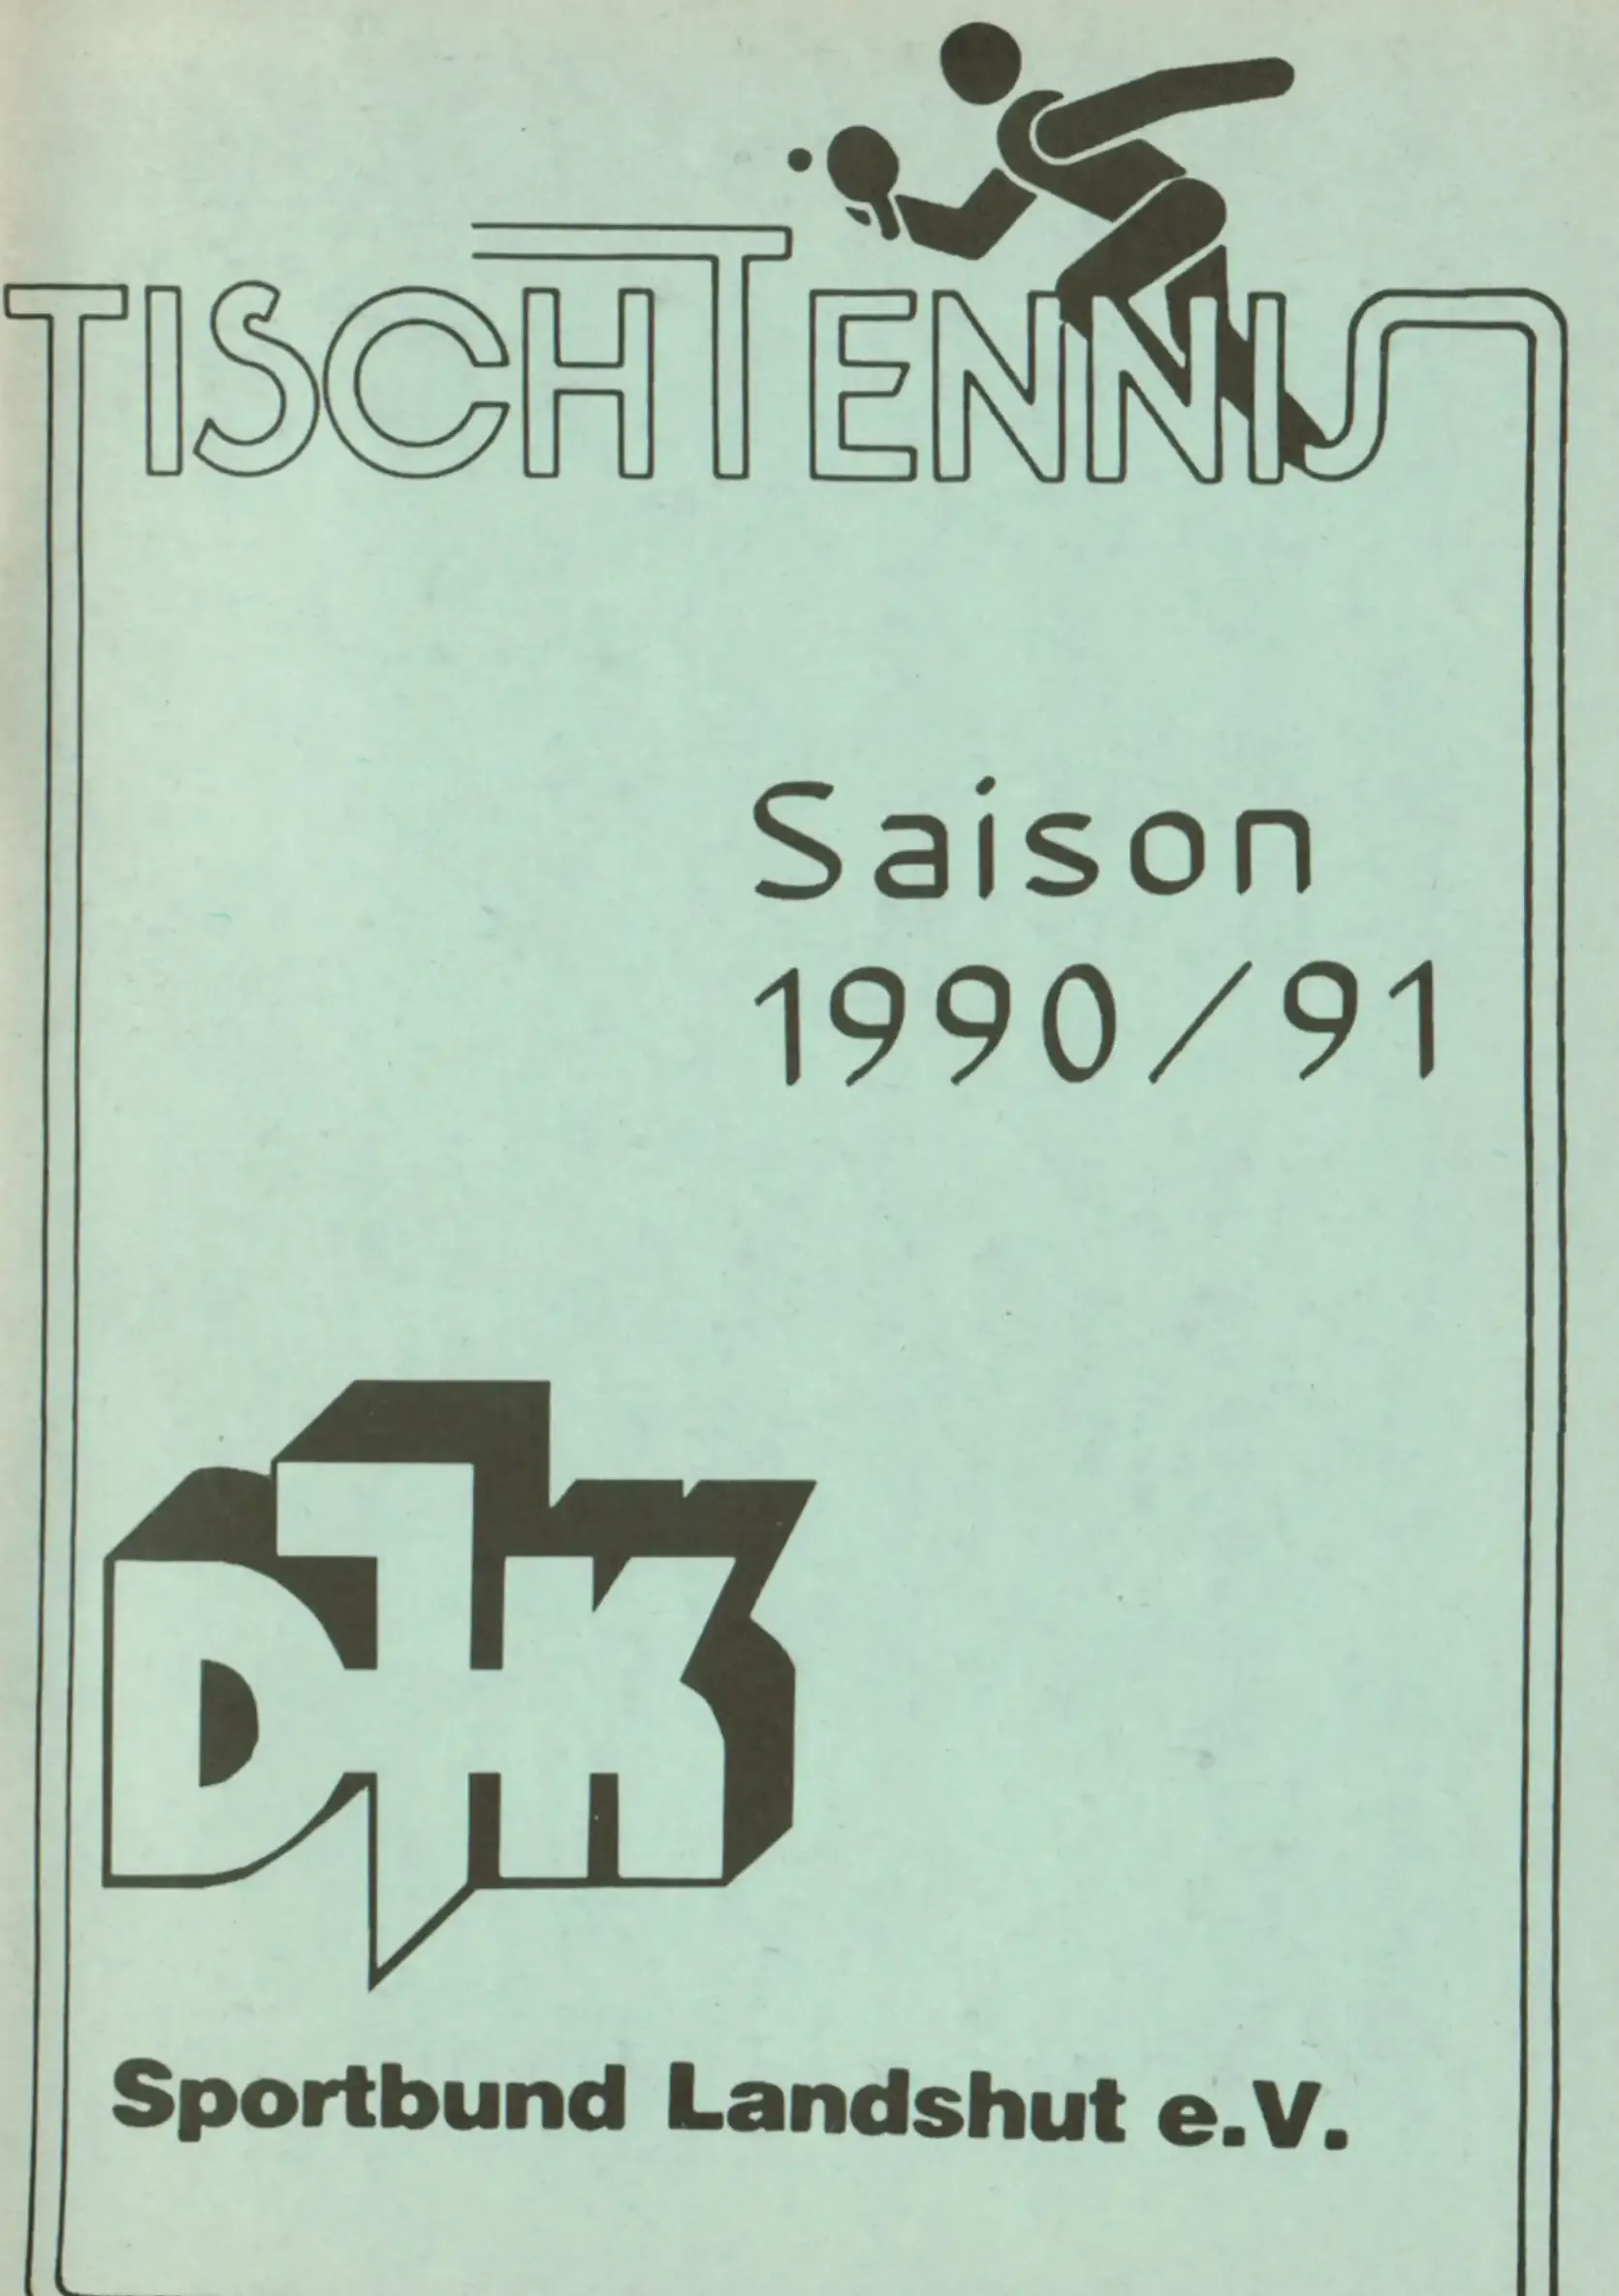 TISCHTENNIS
Saison
1990/91
DJK
Sportbund Landshut e.V.